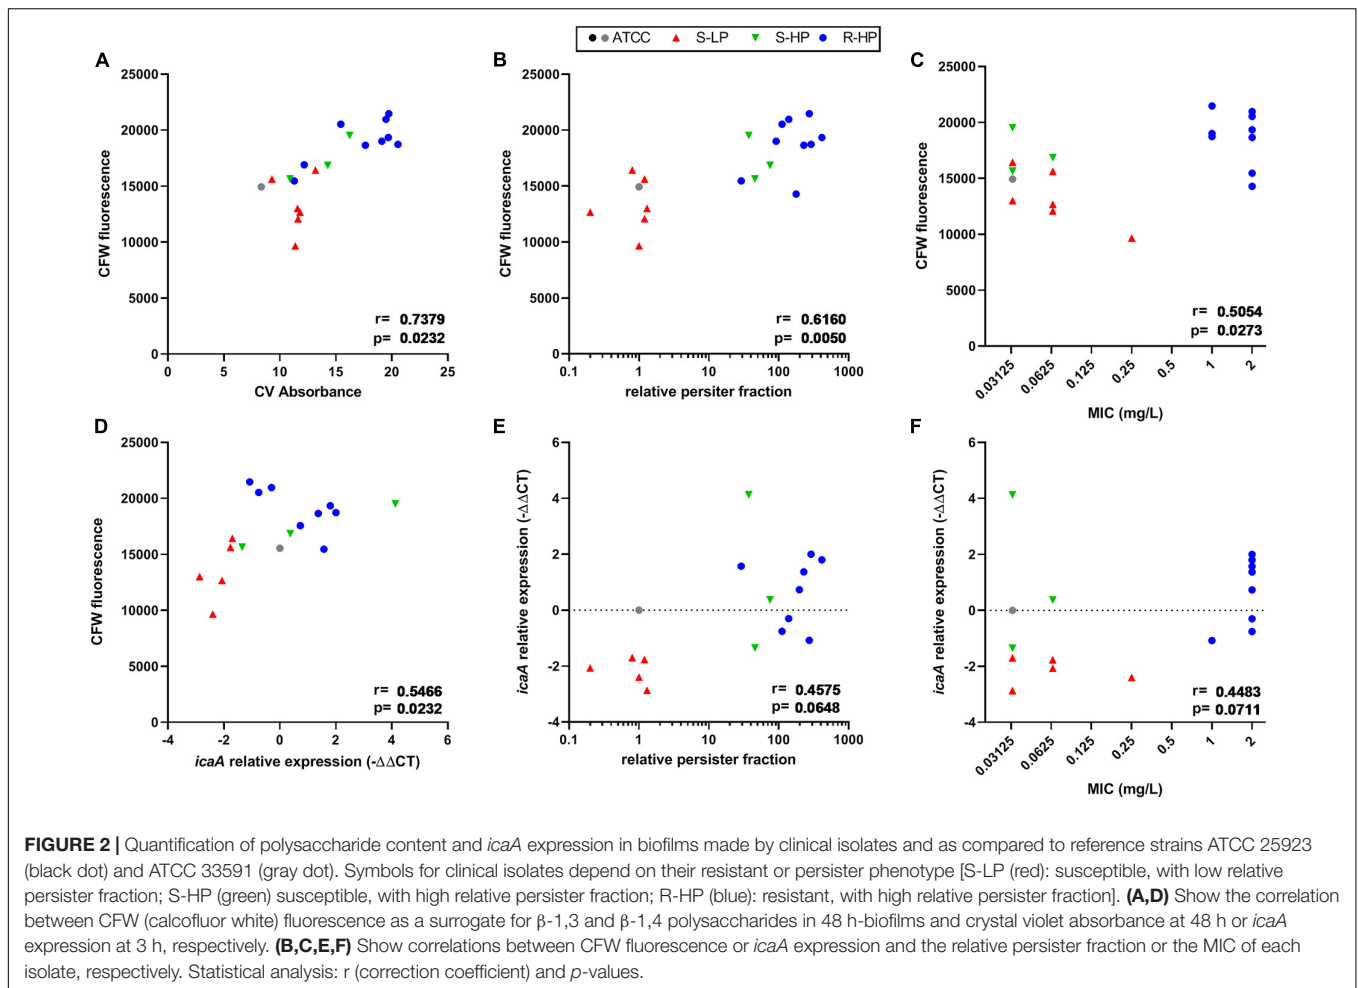 ATCC S-LP S-HP R-HP
A
25000
20000
15000
10000
5000
0
CFW fluorescence
0 5 10 15 20 25
CV Absorbance
r= 0.7379
p= 0.0232
B
25000
20000
15000
10000
5000
0
CFW fluorescence
0.1 1 10 100 1000
relative persiter fraction
r= 0.6160
p= 0.0050
C
25000
20000
15000
10000
5000
0
CFW fluorescence
0.03125 0.0625 0.125 0.25 0.5 1 2
MIC (mg/L)
r= 0.5054
p= 0.0273
D
25000
20000
15000
10000
5000
0
CFW fluorescence
-4 -2 0 2 4 6
icaA relative expression (-ΔΔCT)
r= 0.5466
p= 0.0232
E
6
4
2
0
-2
-4
icaA relative expression (-ΔΔCT)
0.1 1 10 100 1000
relative persister fraction
r= 0.4575
p= 0.0648
F
6
4
2
0
-2
-4
icaA relative expression (-ΔΔCT)
0.03125 0.0625 0.125 0.25 0.5 1 2
MIC (mg/L)
r= 0.4483
p= 0.0711
FIGURE 2 | Quantification of polysaccharide content and icaA expression in biofilms made by clinical isolates and as compared to reference strains ATCC 25923
(black dot) and ATCC 33591 (gray dot). Symbols for clinical isolates depend on their resistant or persister phenotype [S-LP (red): susceptible, with low relative
persister fraction; S-HP (green) susceptible, with high relative persister fraction; R-HP (blue): resistant, with high relative persister fraction]. (A,D) Show the correlation
between CFW (calcofluor white) fluorescence as a surrogate for β-1,3 and β-1,4 polysaccharides in 48 h-biofilms and crystal violet absorbance at 48 h or icaA
expression at 3 h, respectively. (B,C,E,F) Show correlations between CFW fluorescence or icaA expression and the relative persister fraction or the MIC of each
isolate, respectively. Statistical analysis: r (correction coefficient) and p-values.